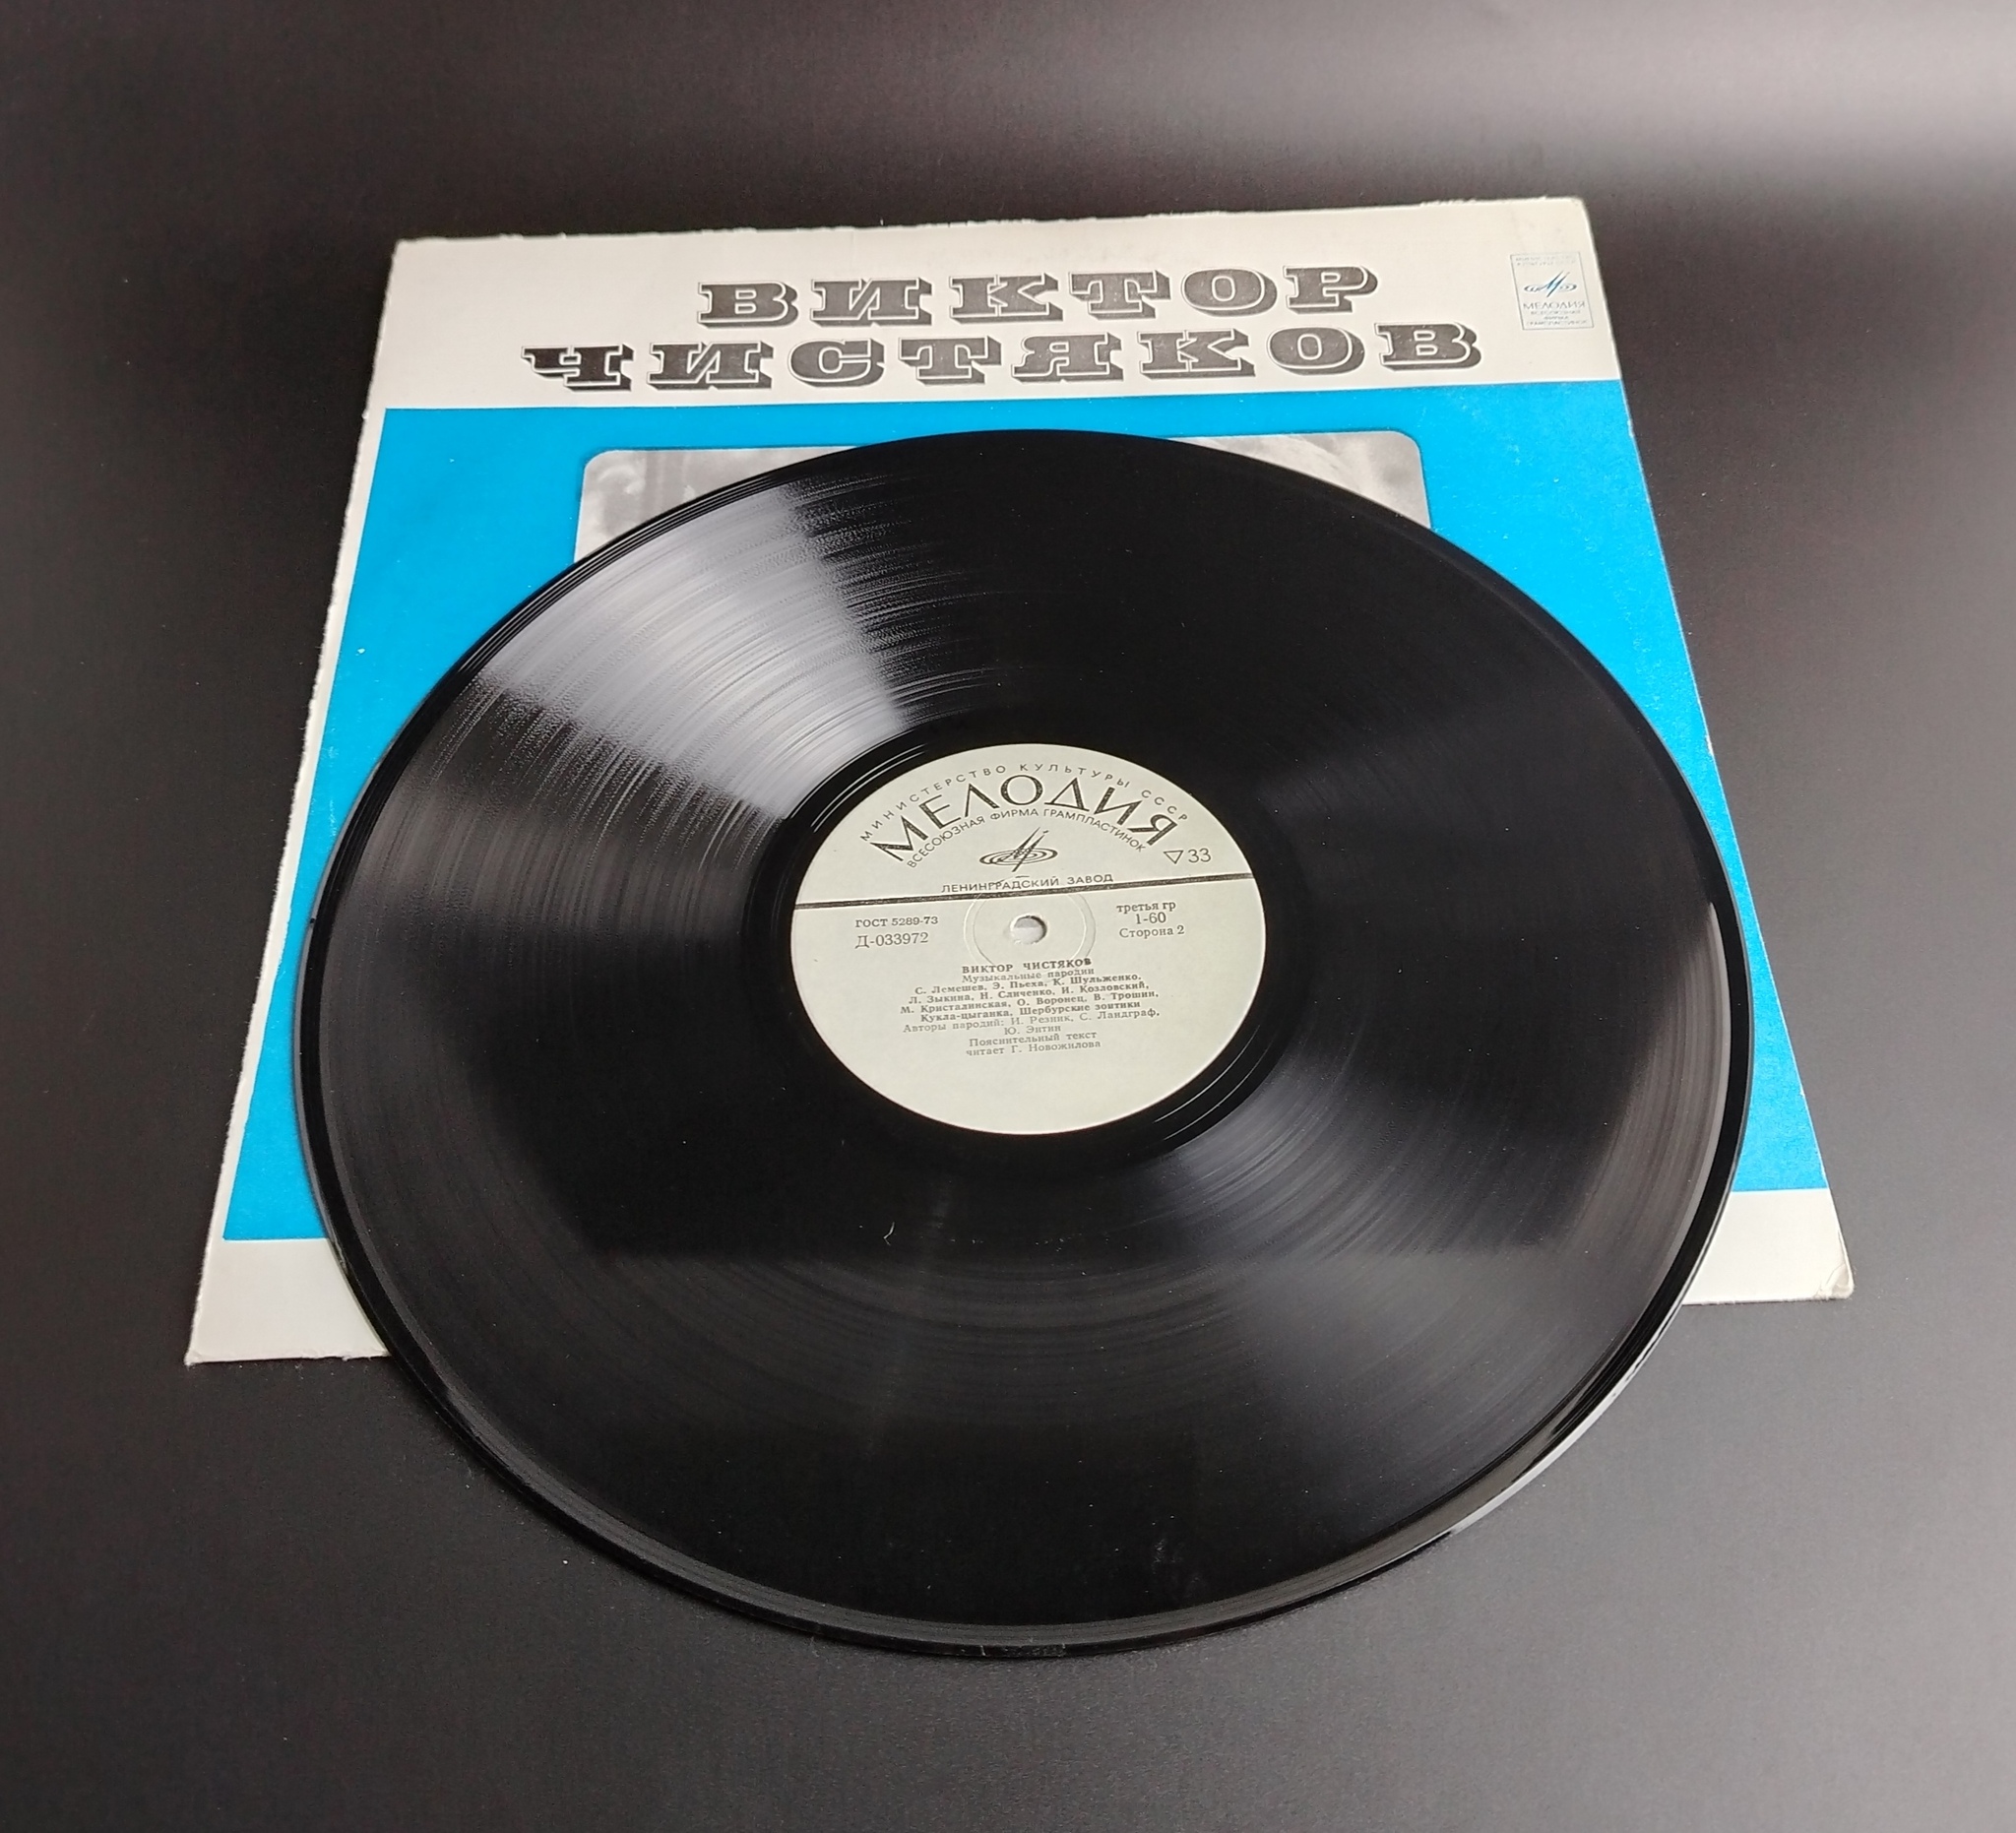 ВИКТОР
ЧИСТЯКОВ
МЕЛОДИЯ
МИНИСТЕРСТВО КУЛЬТУРЫ СССР
МЕЛОДИЯ
ВСЕСОЮЗНАЯ ФИРМА ГРАМПЛАСТИНОК
33
ЛЕНИНГРАДСКИЙ ЗАВОД
ГОСТ 5289-73
Д-033972
третья гр
1-60
Сторона 2
ВИКТОР ЧИСТЯКОВ
Музыкальные пародии
С. Лемешев, Э. Пьеха, К. Шульженко,
Л. Зыкина, Н. Сличенко, И. Козловский,
М. Кристалинская, О. Воронец, В. Трошин,
Кукла-цыганка, Шербурские зонтики
Авторы пародий: И. Резник, С. Ландграф,
Ю. Энтин
Пояснительный текст
читает Г. Новожилова